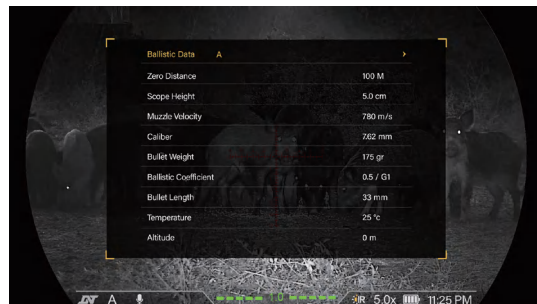 Ballistic Data A >
Zero Distance 100 M
Scope Height 5.0 cm
Muzzle Velocity 780 m/s
Caliber 7.62 mm
Bullet Weight 175 gr
Ballistic Coefficient 0.5 / G1
Bullet Length 33 mm
Temperature 25 °c
Altitude 0 m
A 1.0 IR 5.0x 11:25 PM